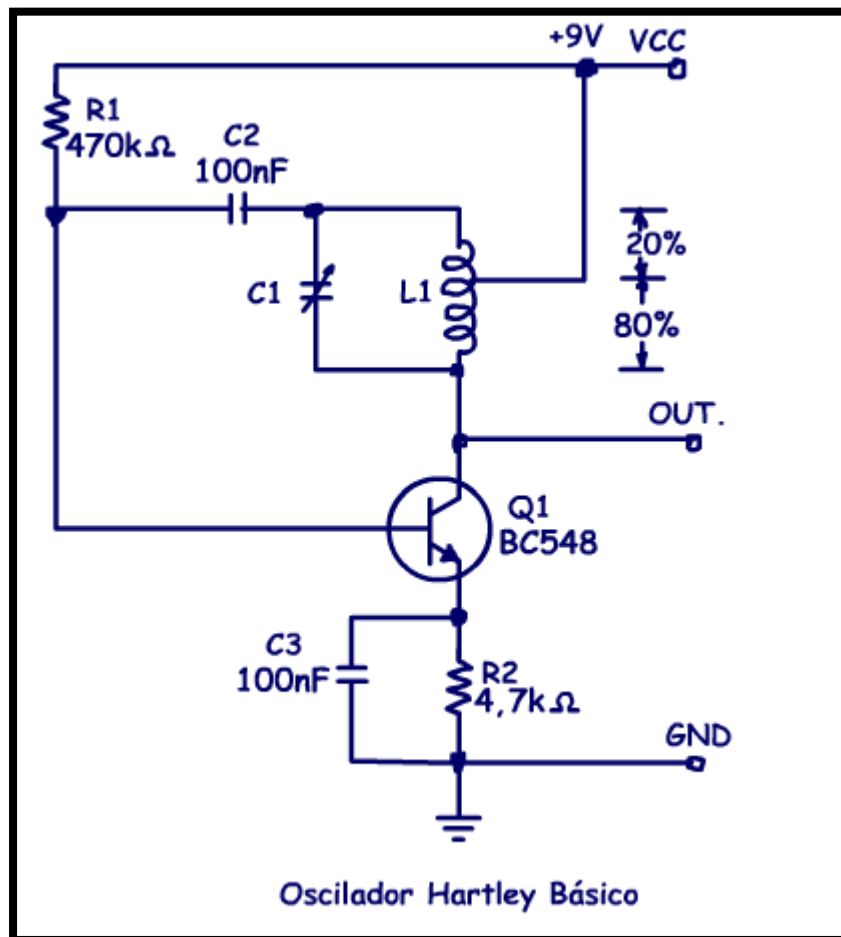 +9V VCC
R1
470kΩ
C2
100nF
20%
C1
L1
80%
OUT.
Q1
BC548
C3
100nF
R2
4,7kΩ
GND
Oscilador Hartley Básico